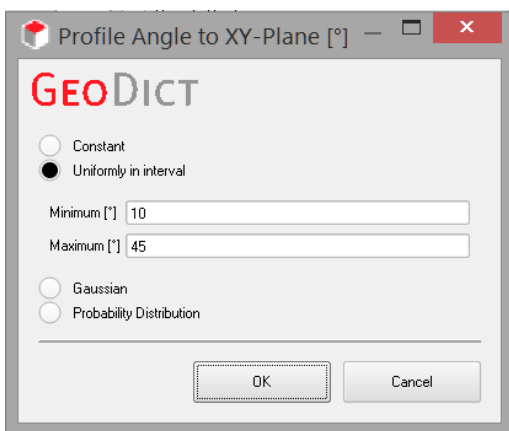 Profile Angle to XY-Plane [°]
GEODICT
Constant
Uniformly in interval
Minimum [°] 10
Maximum [°] 45
Gaussian
Probability Distribution
OK Cancel